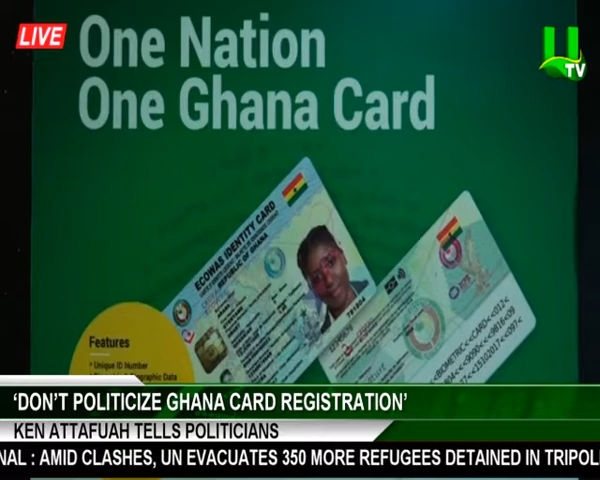 LIVE
UTV
One Nation
One Ghana Card
ECOWAS IDENTITY CARD
REPUBLIC OF GHANA
Features
* Unique ID Number
'DON'T POLITICIZE GHANA CARD REGISTRATION'
KEN ATTAFUAH TELLS POLITICIANS
NAL : AMID CLASHES, UN EVACUATES 350 MORE REFUGEES DETAINED IN TRIPOL